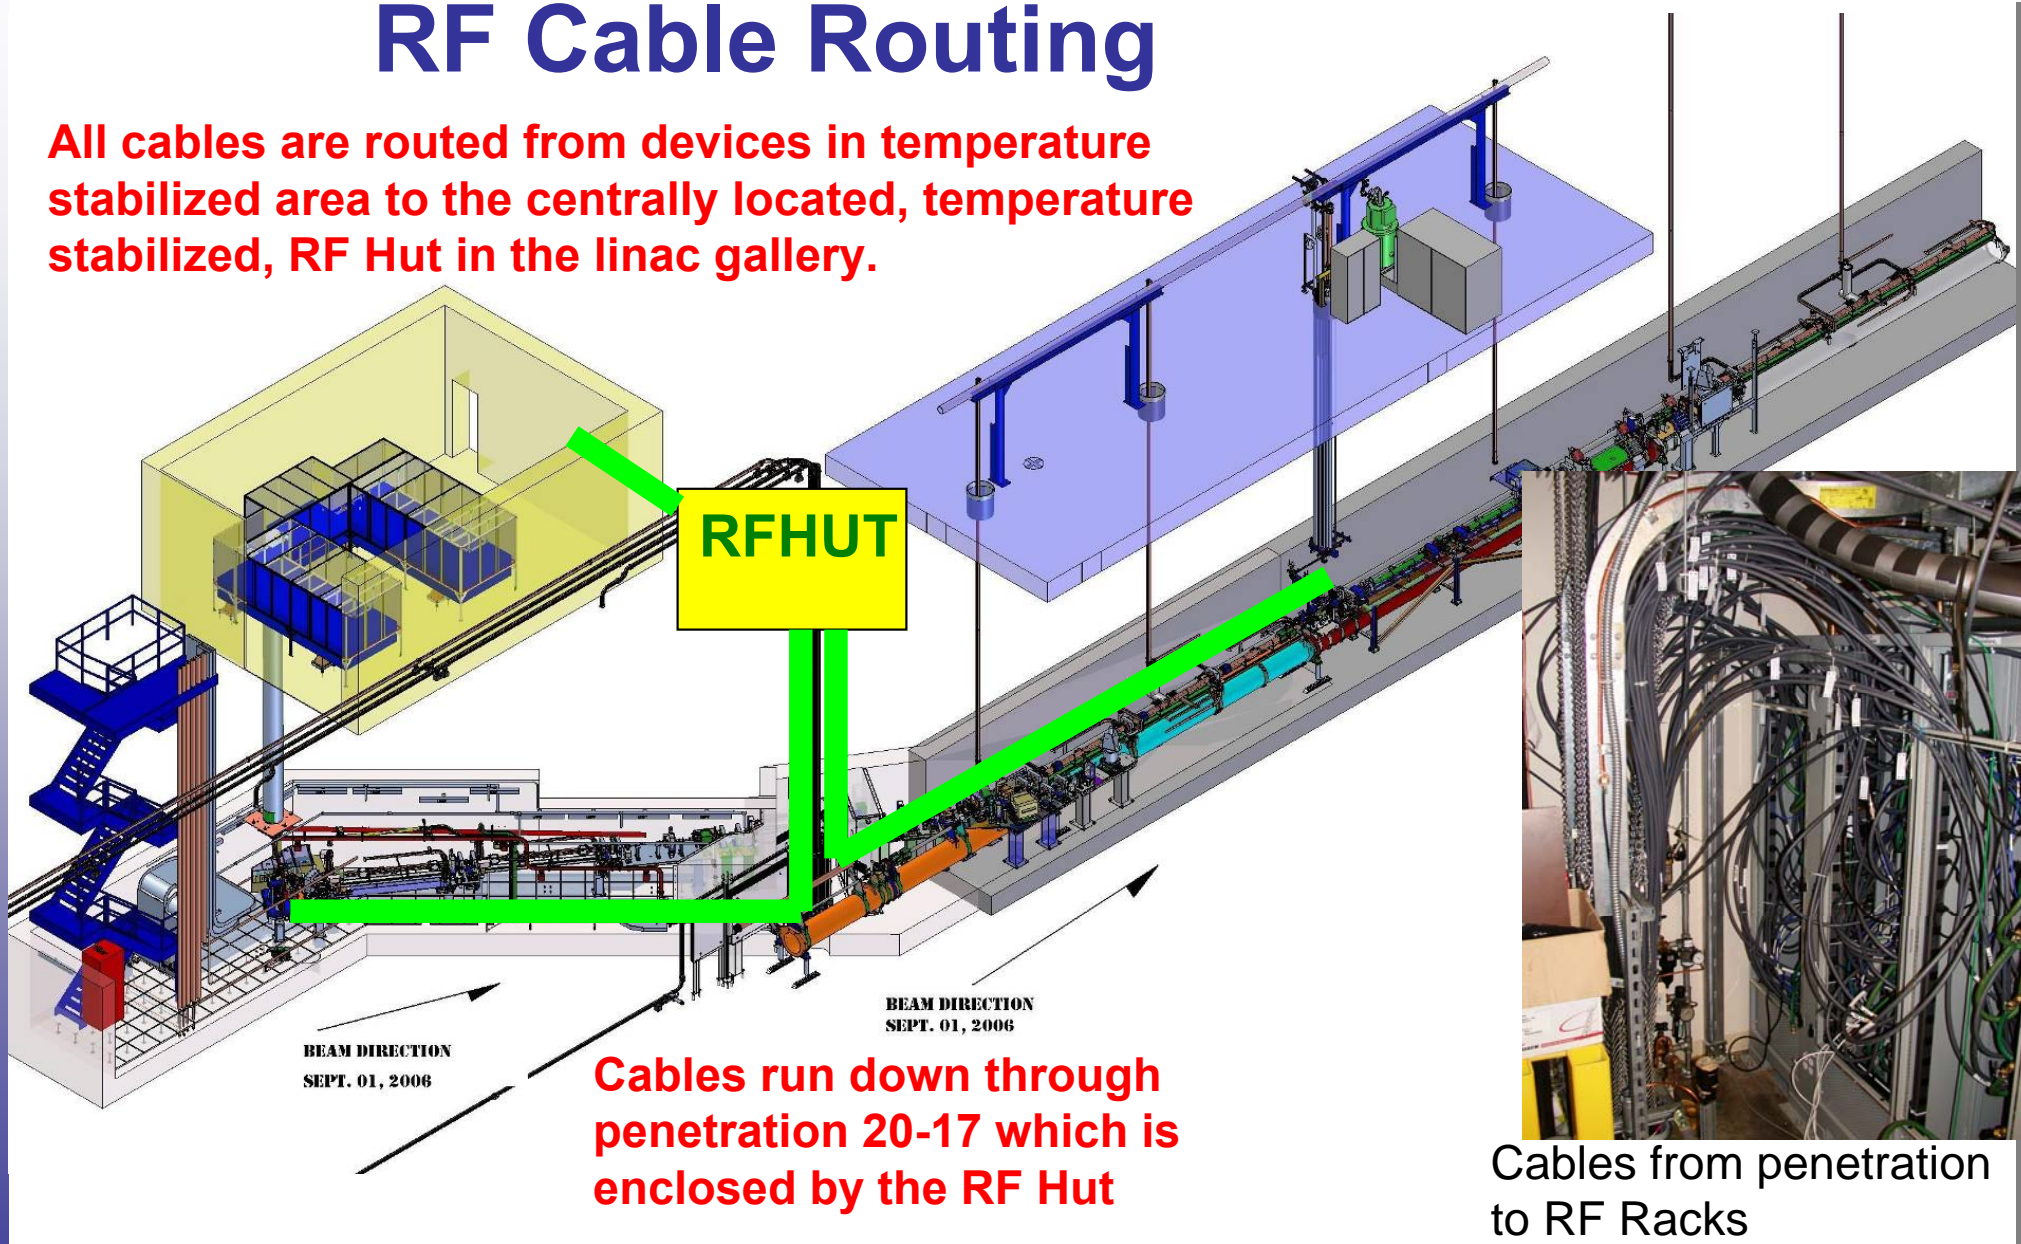 RF Cable Routing
All cables are routed from devices in temperature
stabilized area to the centrally located, temperature
stabilized, RF Hut in the linac gallery.
RFHUT
BEAM DIRECTION
SEPT. 01, 2006
BEAM DIRECTION
SEPT. 01, 2006
Cables run down through
penetration 20-17 which is
enclosed by the RF Hut
Cables from penetration
to RF Racks